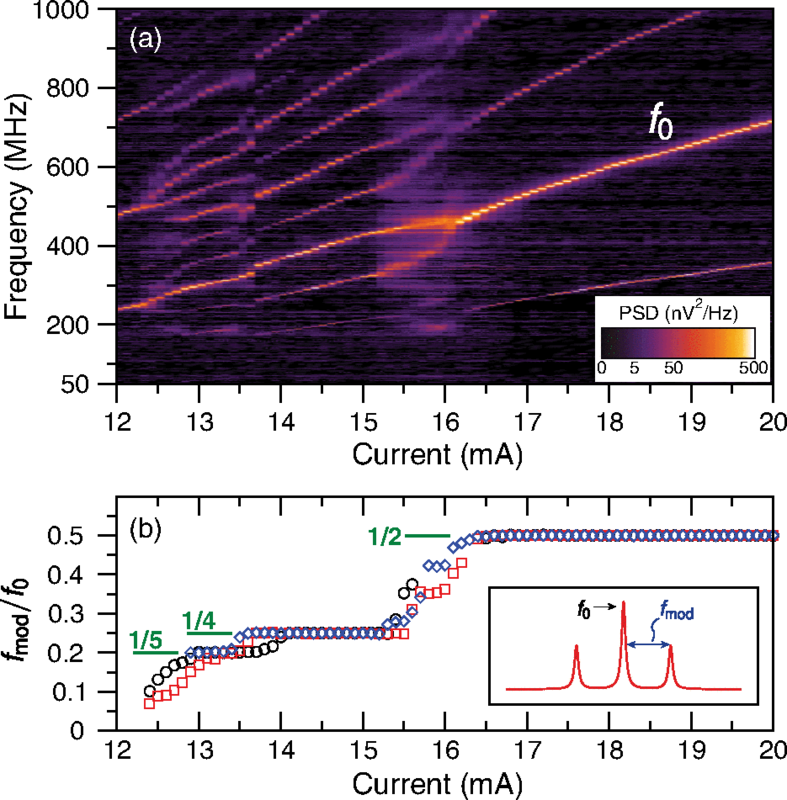 (a)
1000
800
600
400
200
50
Frequency (MHz)
f0
PSD (nV²/Hz)
0 5 50 500
12 13 14 15 16 17 18 19 20
Current (mA)
(b)
0.5
0.4
0.3
0.2
0.1
0
fmod/f0
1/5
1/4
1/2
f0
fmod
12 13 14 15 16 17 18 19 20
Current (mA)